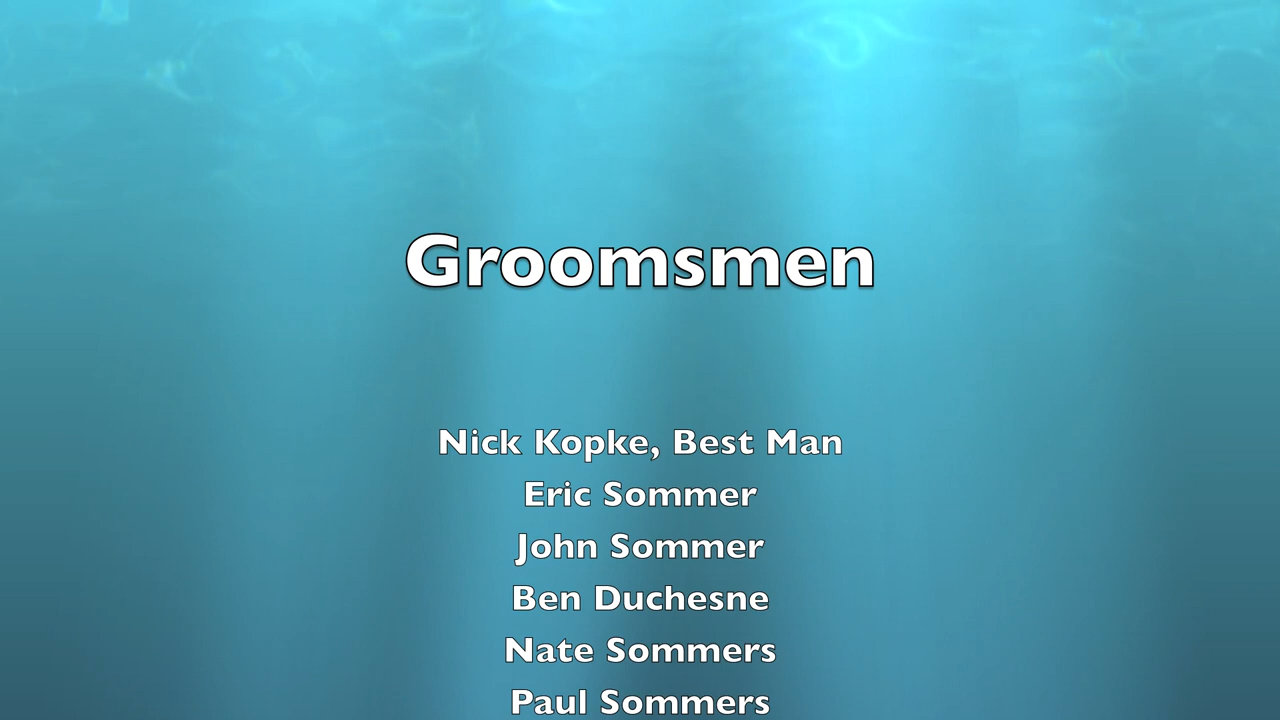 Groomsmen
Nick Kopke, Best Man
Eric Sommer
John Sommer
Ben Duchesne
Nate Sommers
Paul Sommers